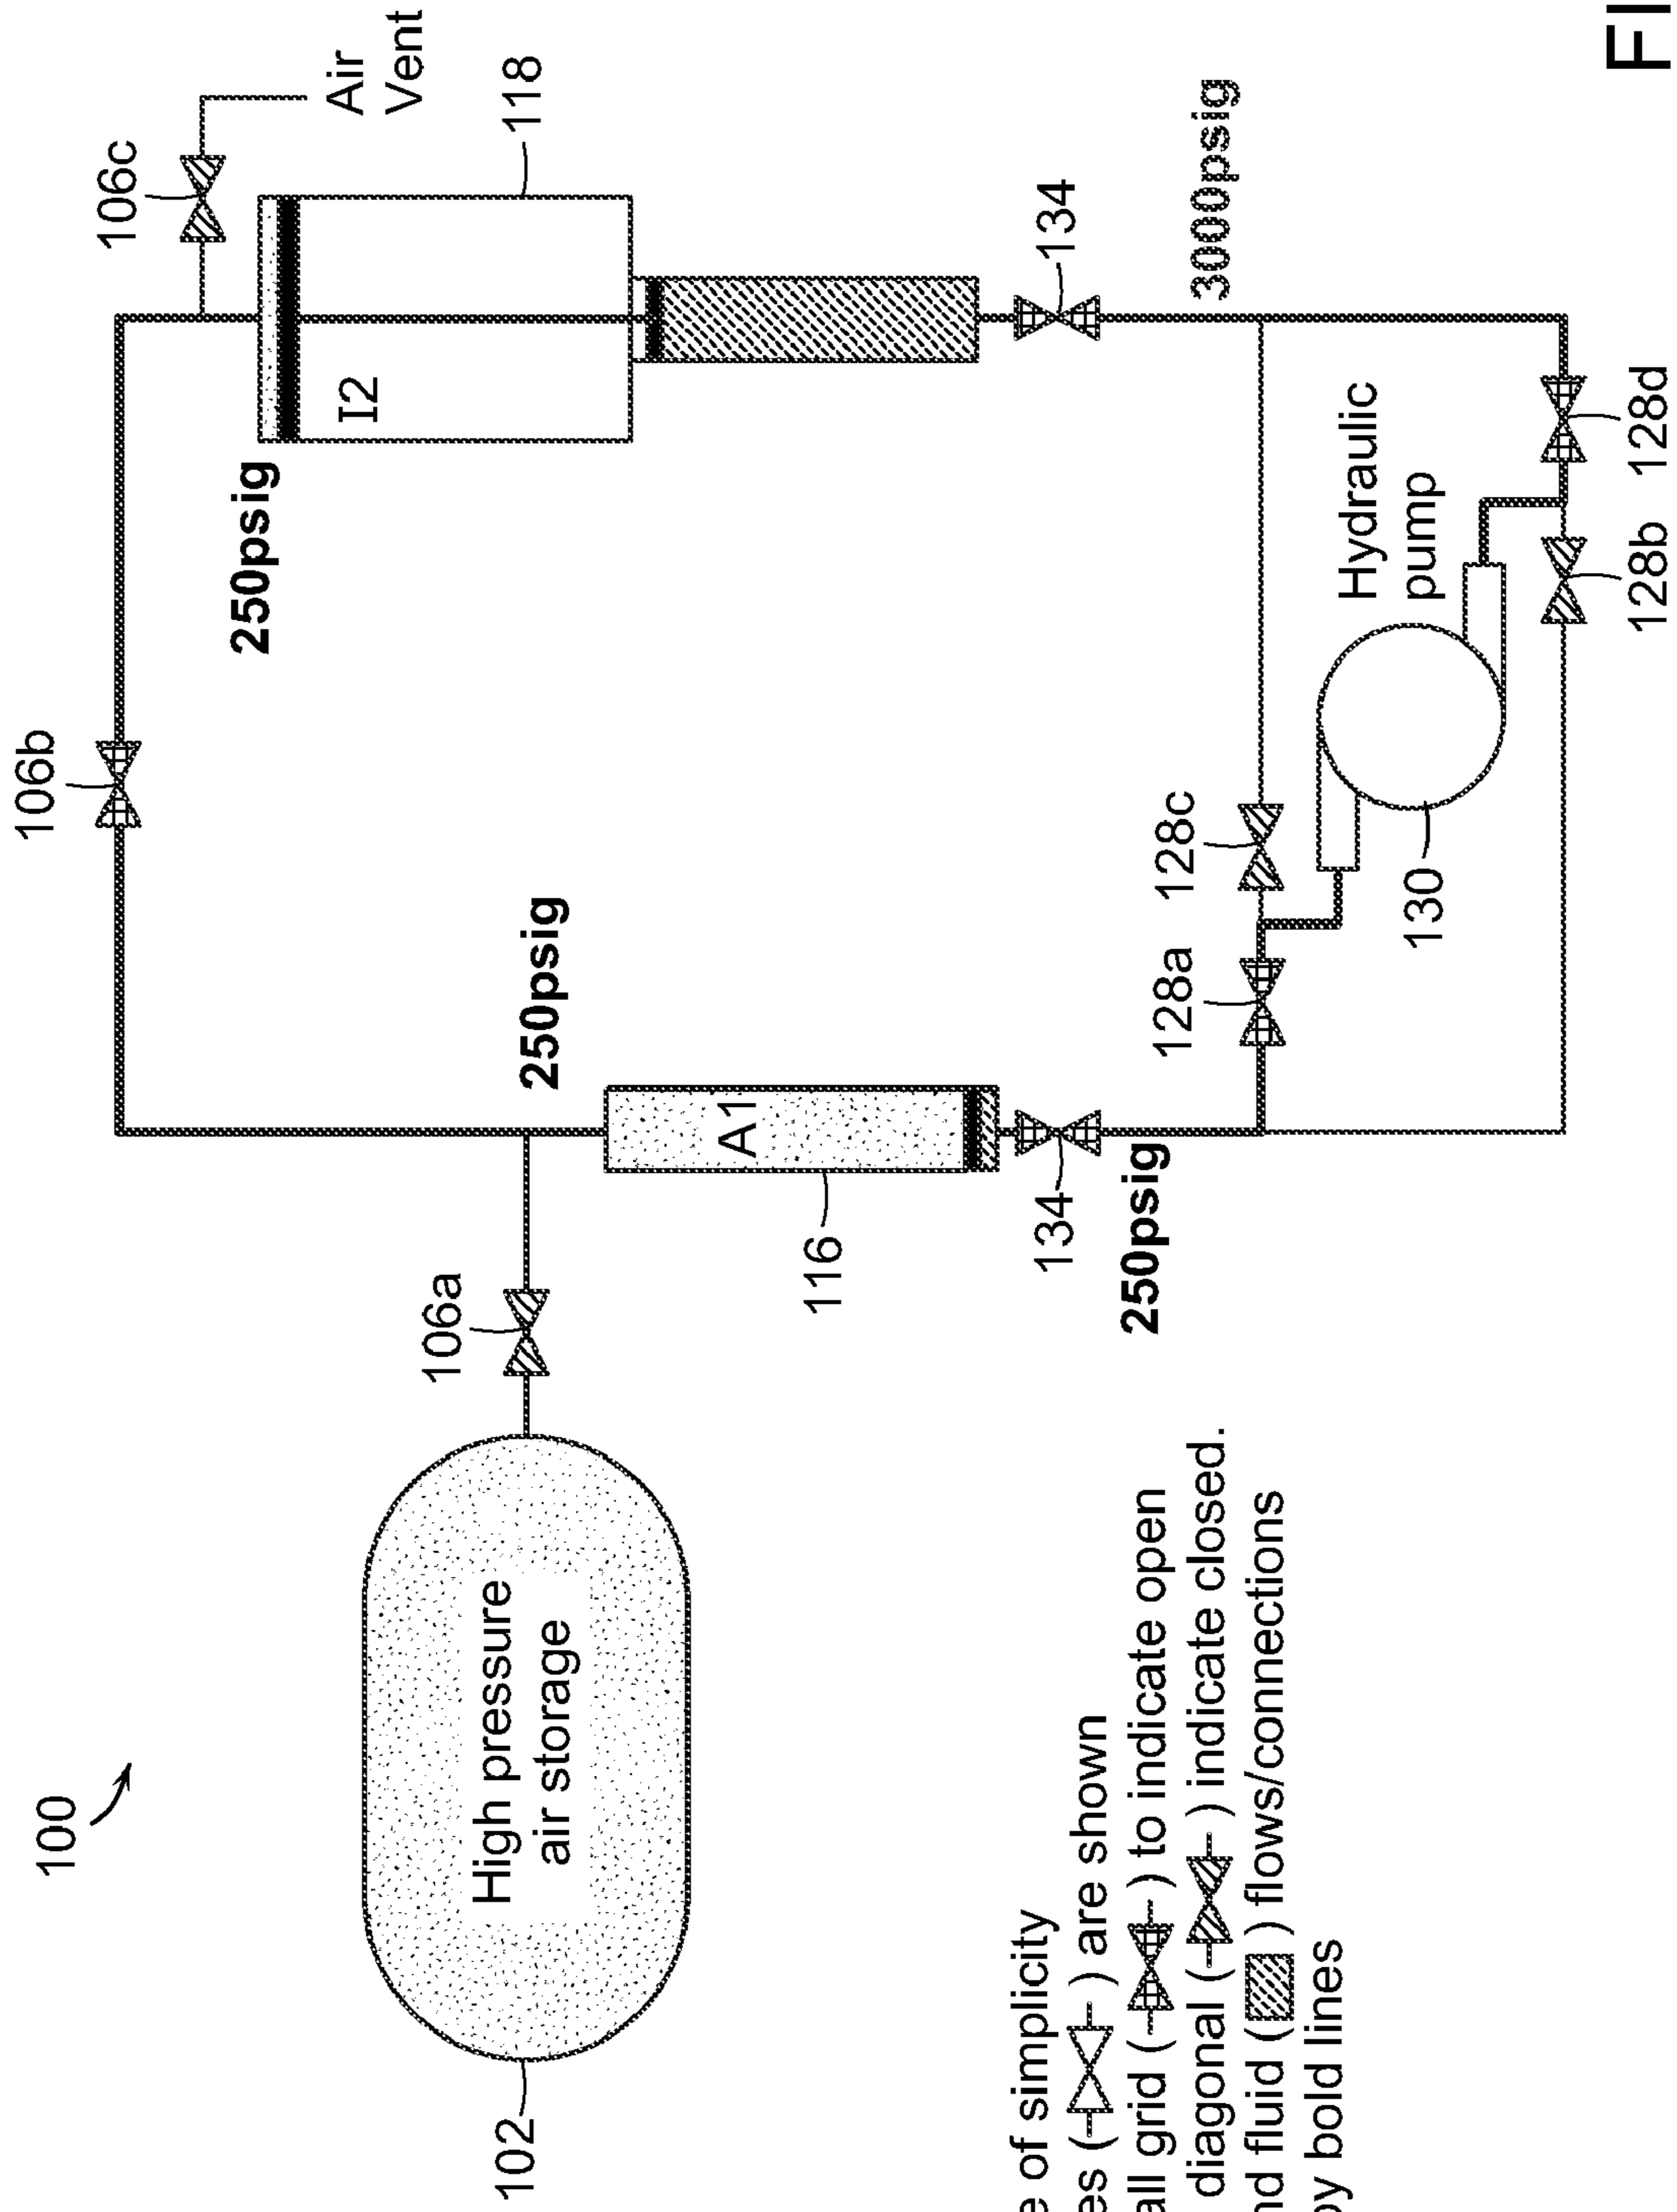 100
106b
106c
Air
Vent
250psig
I2
118
106a
High pressure
air storage
102
250psig
A1
116
134
134
250psig
3000psig
128a
128c
Hydraulic
pump
130
128b
128d
e of simplicity
es ( ) are shown
all grid ( ) to indicate open
diagonal ( ) indicate closed.
nd fluid ( ) flows/connections
by bold lines
FI